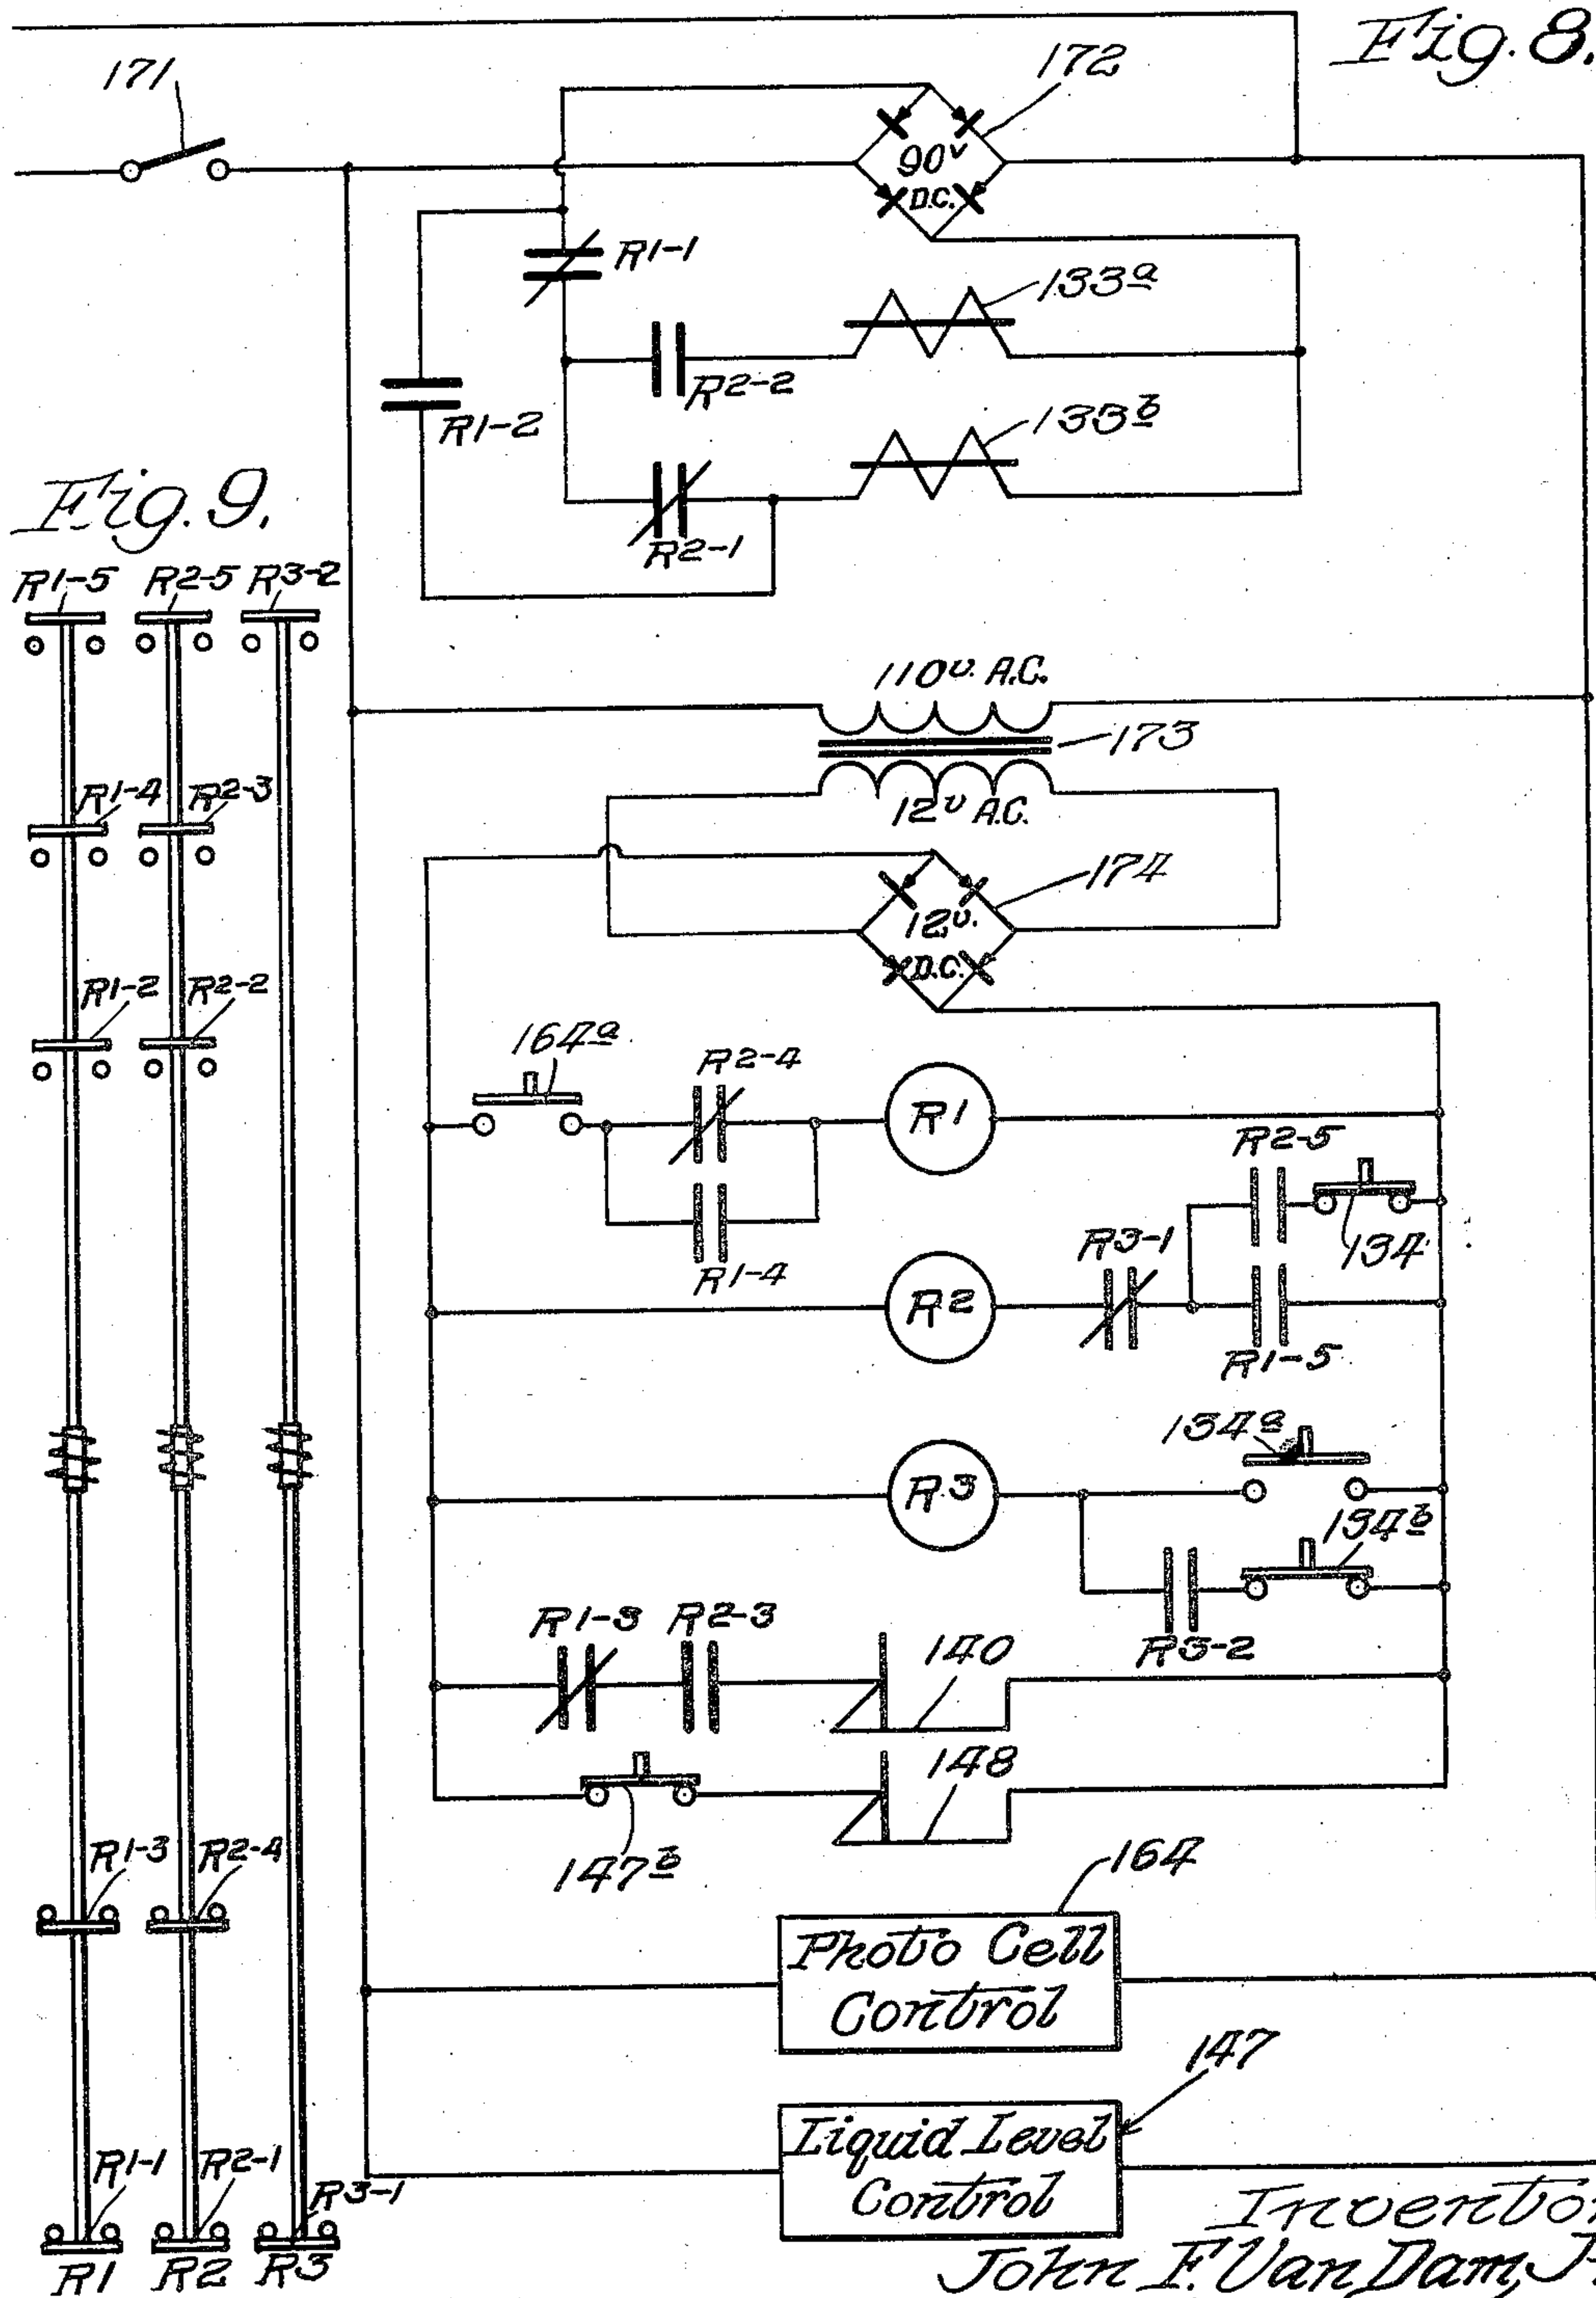 Fig. 8.
171
172
90v
D.C.
R1-1
133a
R2-2
R1-2
133b
R2-1
Fig. 9.
R1-5 R2-5 R3-2
110v. A.C.
173
R1-4 R2-3
12v A.C.
174
12v.
D.C.
R1-2 R2-2
164a
R2-4
R1
R2-5
134
R1-4
R3-1
R2
R1-5
134a
R3
134b
R1-3 R2-3
R3-2
140
148
147b
R1-3 R2-4
164
Photo Cell
Control
147
Liquid Level
Control
R1-1 R2-1 R3-1
R1 R2 R3
Inventor
John F. Van Dam, Jr